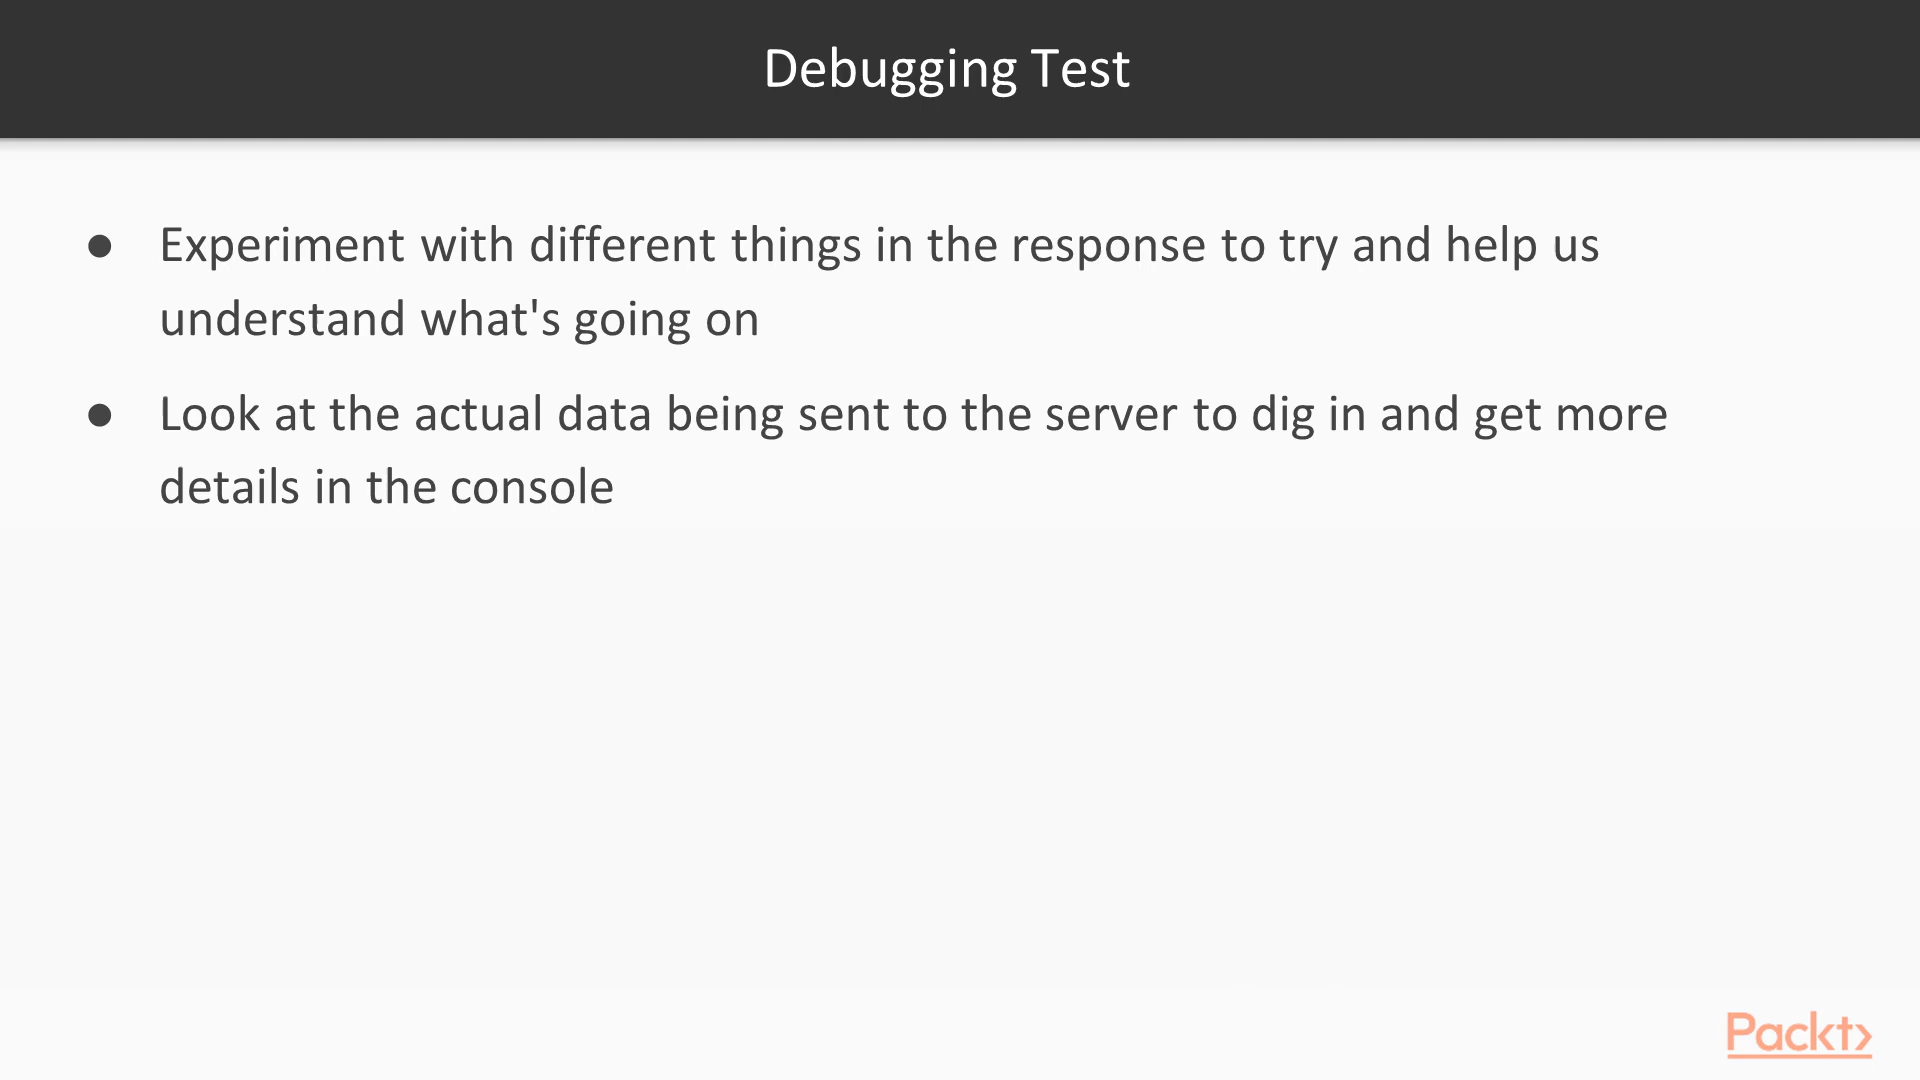 Debugging Test
● Experiment with different things in the response to try and help us
understand what's going on
● Look at the actual data being sent to the server to dig in and get more
details in the console
Packt>